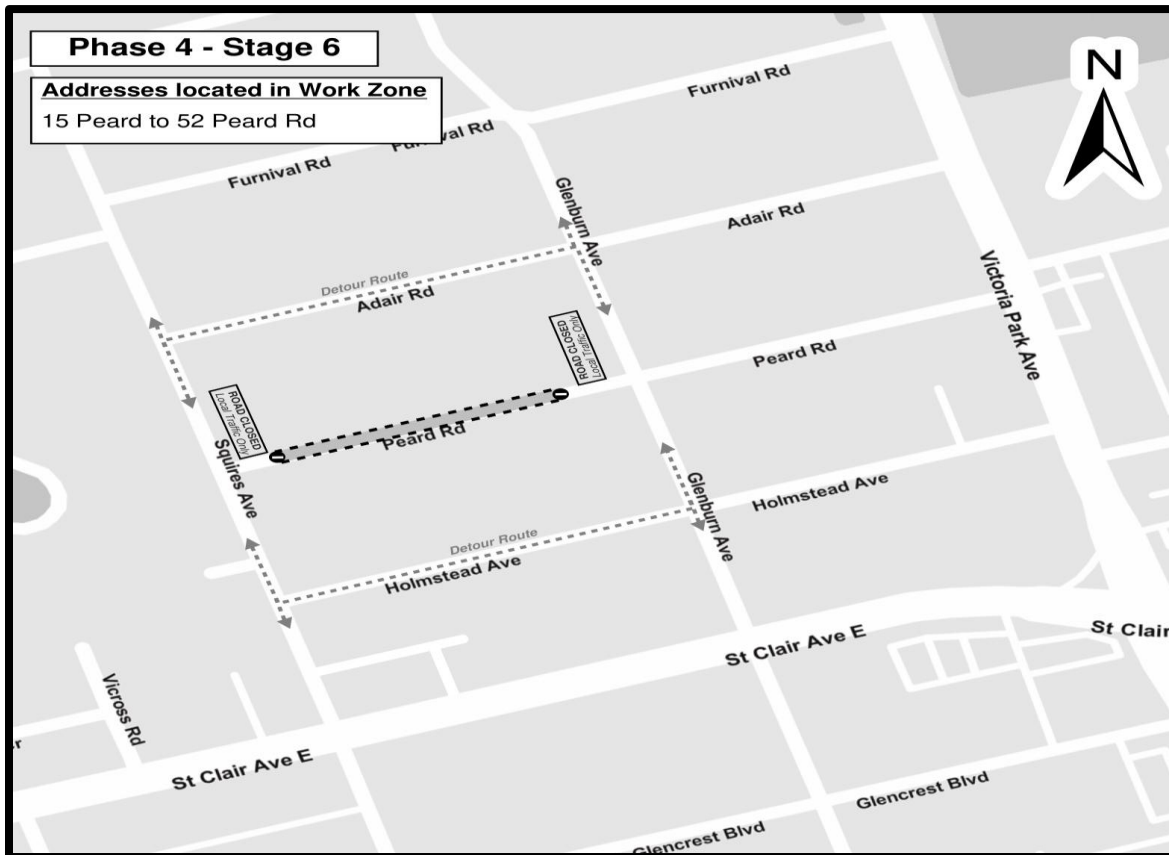 Phase 4 - Stage 6
Addresses located in Work Zone
15 Peard to 52 Peard Rd
N
Furnival Rd
Furnival Rd
Furnival Rd
Glenburn Ave
Adair Rd
Victoria Park Ave
Detour Route
Adair Rd
ROAD CLOSED
Local Traffic Only
Peard Rd
ROAD CLOSED
Local Traffic Only
Peard Rd
Squires Ave
Glenburn Ave
Holmstead Ave
Detour Route
Holmstead Ave
St Clair Ave E
St Clair
Vicross Rd
St Clair Ave E
Glencrest Blvd
Glencrest Blvd